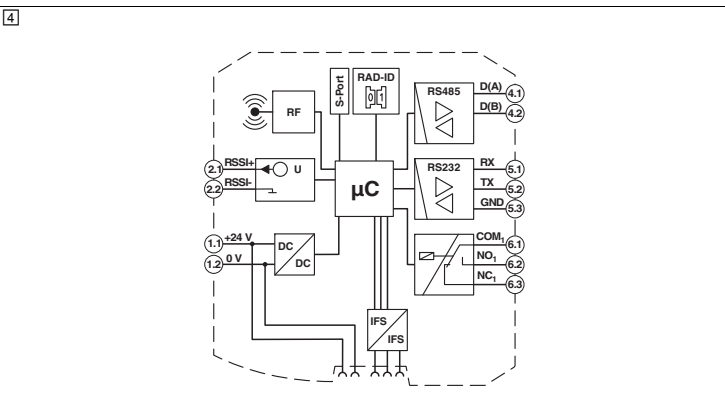 4
S-Port
RAD-ID
0 1
RF
RS485
D(A)
4.1
D(B)
4.2
2.1
RSSI+
U
2.2
RSSI-
µC
RS232
RX
5.1
TX
5.2
GND
5.3
1.1
+24 V
DC
1.2
0 V
DC
COM₁
6.1
NO₁
6.2
NC₁
6.3
IFS
IFS